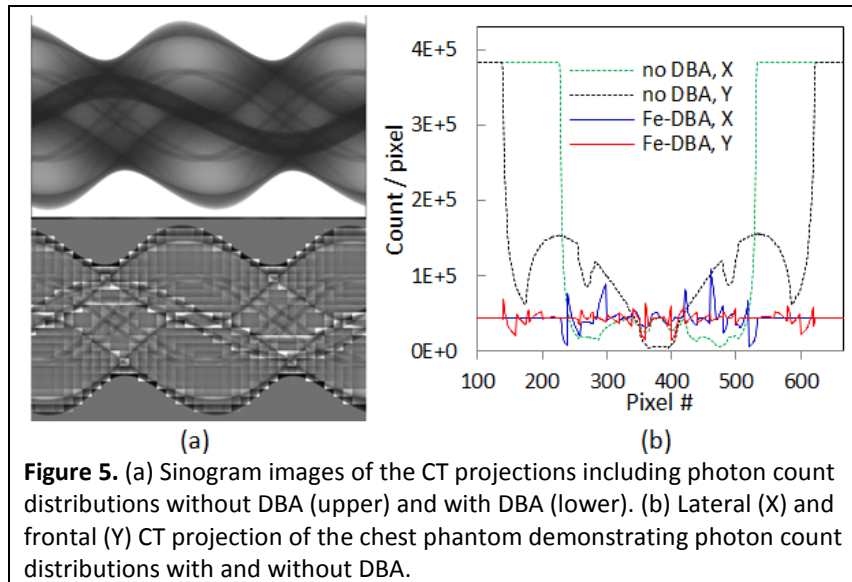 4E+5
3E+5
2E+5
1E+5
0E+0
Count / pixel
no DBA, X
no DBA, Y
Fe-DBA, X
Fe-DBA, Y
100 200 300 400 500 600
Pixel #
(a) (b)
Figure 5. (a) Sinogram images of the CT projections including photon count
distributions without DBA (upper) and with DBA (lower). (b) Lateral (X) and
frontal (Y) CT projection of the chest phantom demonstrating photon count
distributions with and without DBA.